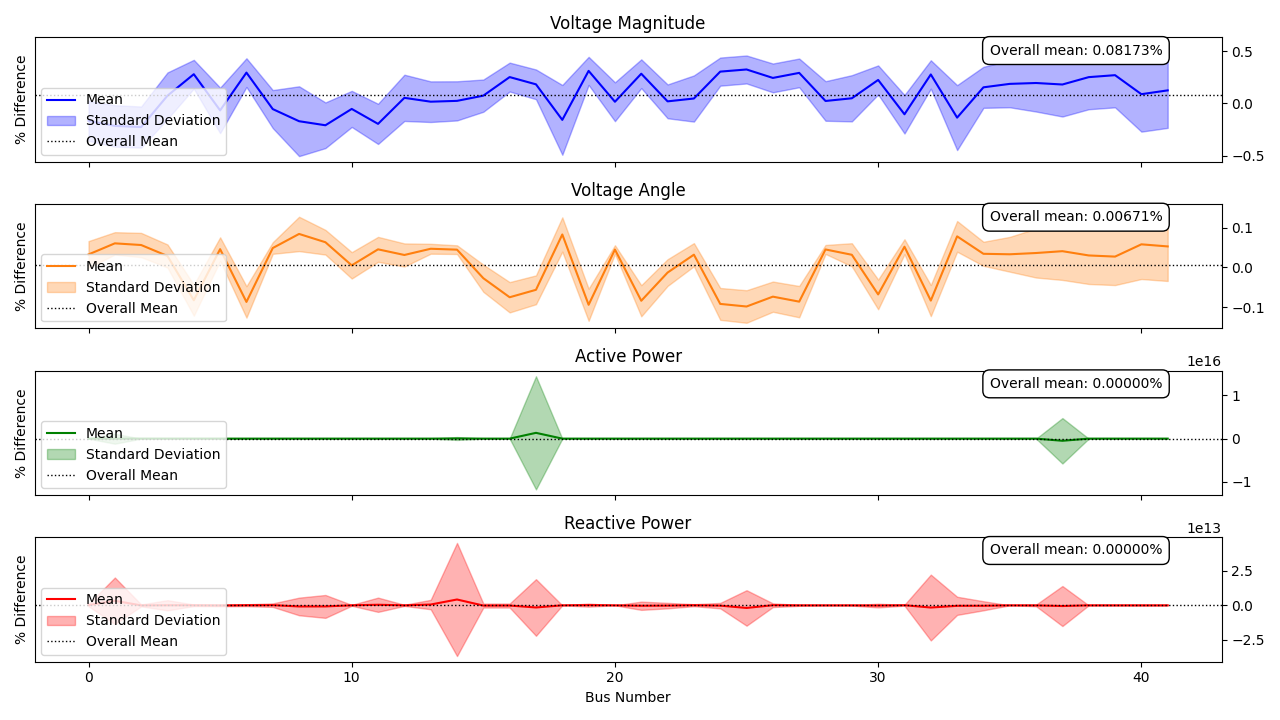 Voltage Magnitude
Overall mean: 0.08173%
% Difference
Mean
Standard Deviation
Overall Mean
0.5
0.0
−0.5
Voltage Angle
Overall mean: 0.00671%
% Difference
Mean
Standard Deviation
Overall Mean
0.1
0.0
−0.1
Active Power
1e16
Overall mean: 0.00000%
% Difference
Mean
Standard Deviation
Overall Mean
1
0
−1
Reactive Power
1e13
Overall mean: 0.00000%
% Difference
Mean
Standard Deviation
Overall Mean
2.5
0.0
−2.5
0 10 20 30 40
Bus Number